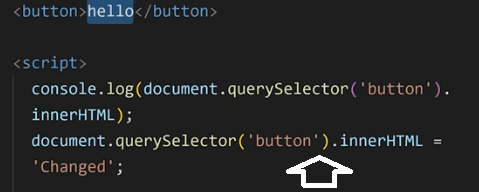 <button>hello</button>
<script>
console.log(document.querySelector('button').
innerHTML);
document.querySelector('button').innerHTML =
'Changed';